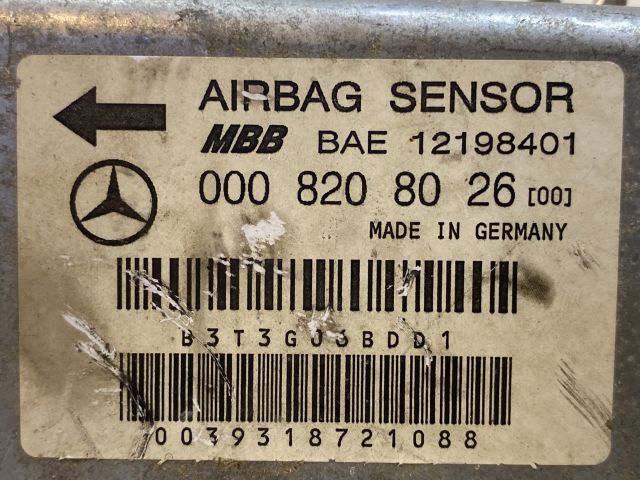 AIRBAG SENSOR
MBB BAE 12198401
000 820 80 26 [00]
MADE IN GERMANY
0039318721088